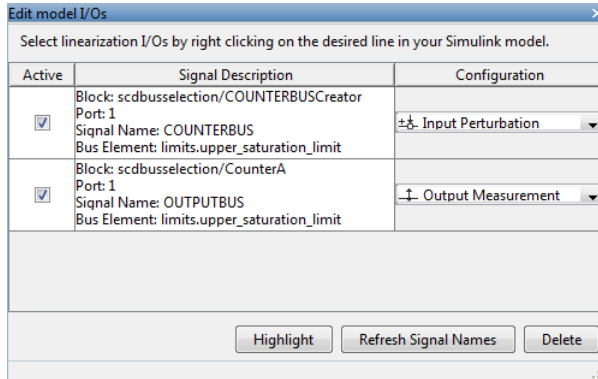 Edit model I/Os
Select linearization I/Os by right clicking on the desired line in your Simulink model.
Active Signal Description Configuration
Block: scdbusselection/COUNTERBUSCreator
Port: 1
Signal Name: COUNTERBUS
Bus Element: limits.upper_saturation_limit
Input Perturbation
Block: scdbusselection/CounterA
Port: 1
Signal Name: OUTPUTBUS
Bus Element: limits.upper_saturation_limit
Output Measurement
Highlight Refresh Signal Names Delete